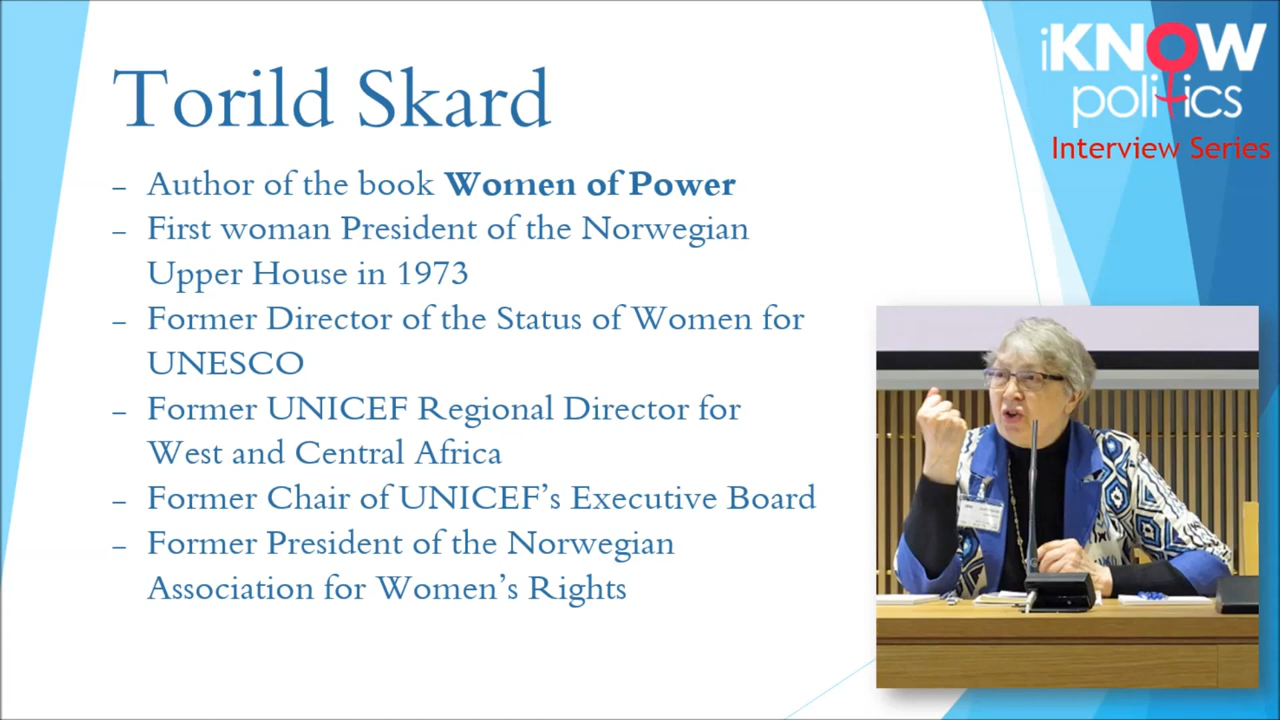 iKNOW
politics
Interview Series
Torild Skard
– Author of the book Women of Power
– First woman President of the Norwegian
Upper House in 1973
– Former Director of the Status of Women for
UNESCO
– Former UNICEF Regional Director for
West and Central Africa
– Former Chair of UNICEF’s Executive Board
– Former President of the Norwegian
Association for Women’s Rights